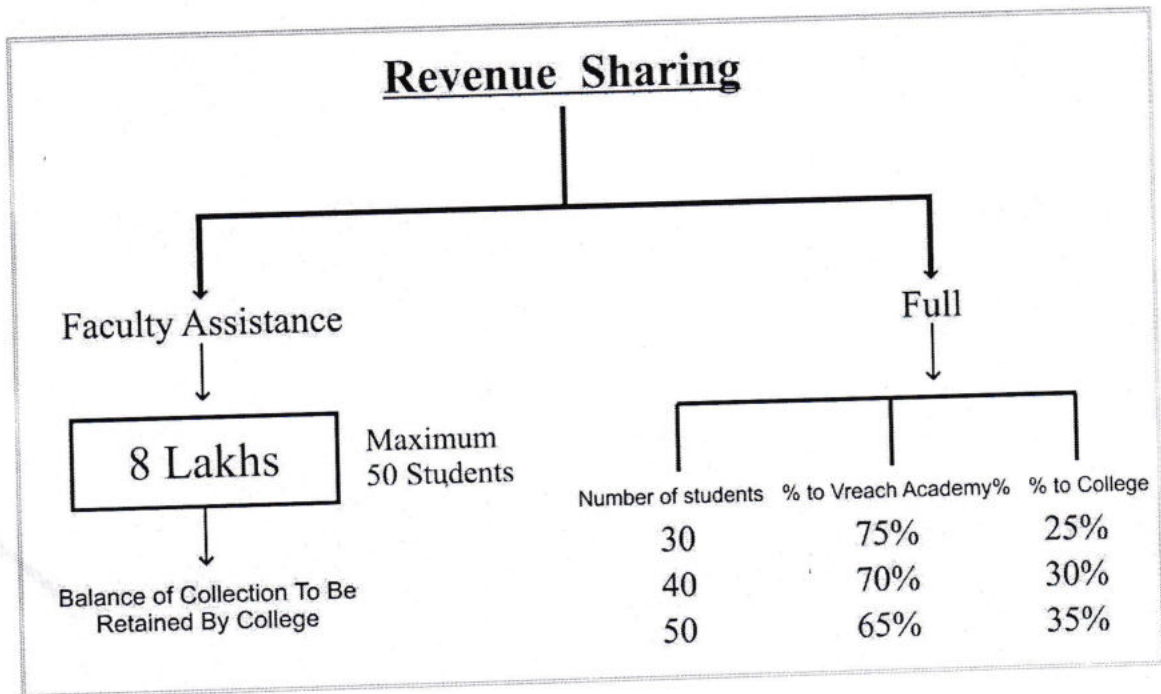 Revenue Sharing
Faculty Assistance
8 Lakhs
Maximum
50 Students
Balance of Collection To Be
Retained By College
Full
Number of students % to Vreach Academy% % to College
30 75% 25%
40 70% 30%
50 65% 35%